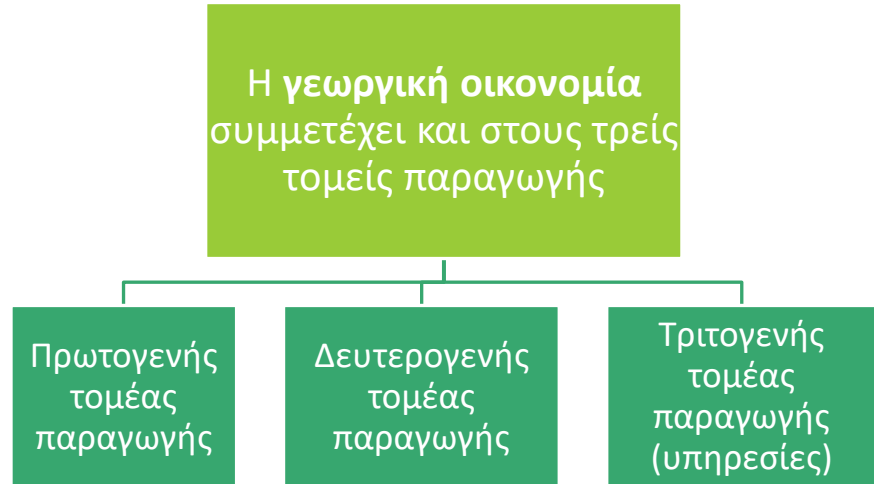 Η γεωργική οικονομία
συμμετέχει και στους τρείς
τομείς παραγωγής
Πρωτογενής
τομέας
παραγωγής
Δευτερογενής
τομέας
παραγωγής
Τριτογενής
τομέας
παραγωγής
(υπηρεσίες)